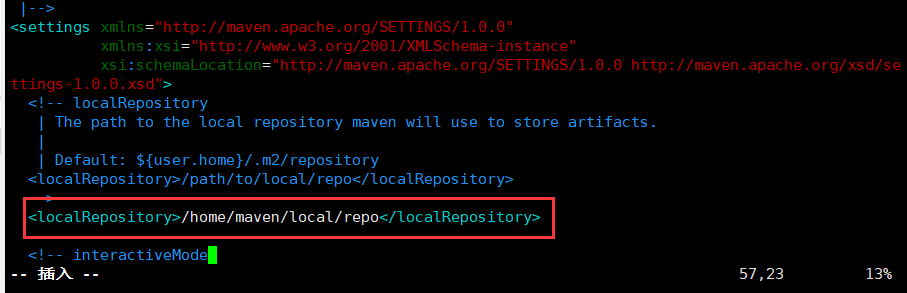 |-->
<settings xmlns="http://maven.apache.org/SETTINGS/1.0.0"
xmlns:xsi="http://www.w3.org/2001/XMLSchema-instance"
xsi:schemaLocation="http://maven.apache.org/SETTINGS/1.0.0 http://maven.apache.org/xsd/se
ttings-1.0.0.xsd">
<!-- localRepository
| The path to the local repository maven will use to store artifacts.
|
| Default: ${user.home}/.m2/repository
<localRepository>/path/to/local/repo</localRepository>
-->
<localRepository>/home/maven/local/repo</localRepository>
<!-- interactiveMode
-- 插入 -- 57,23 13%